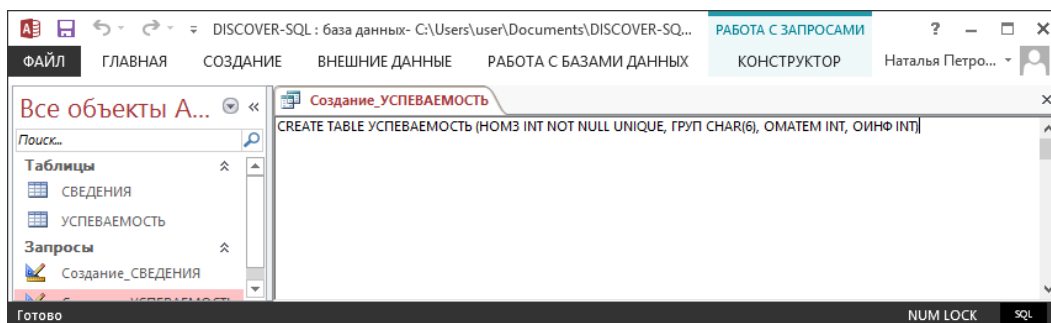 DISCOVER-SQL : база данных- C:\Users\user\Documents\DISCOVER-SQ...
РАБОТА С ЗАПРОСАМИ
?
ФАЙЛ ГЛАВНАЯ СОЗДАНИЕ ВНЕШНИЕ ДАННЫЕ РАБОТА С БАЗАМИ ДАННЫХ КОНСТРУКТОР Наталья Петро...
Все объекты A... «
Поиск...
Таблицы
СВЕДЕНИЯ
УСПЕВАЕМОСТЬ
Запросы
Создание_СВЕДЕНИЯ
Создание_УСПЕВАЕМОСТЬ
Создание_УСПЕВАЕМОСТЬ
CREATE TABLE УСПЕВАЕМОСТЬ (НОМЗ INT NOT NULL UNIQUE, ГРУП CHAR(6), ОМАТЕМ INT, ОИНФ INT)
Готово
NUM LOCK
SQL